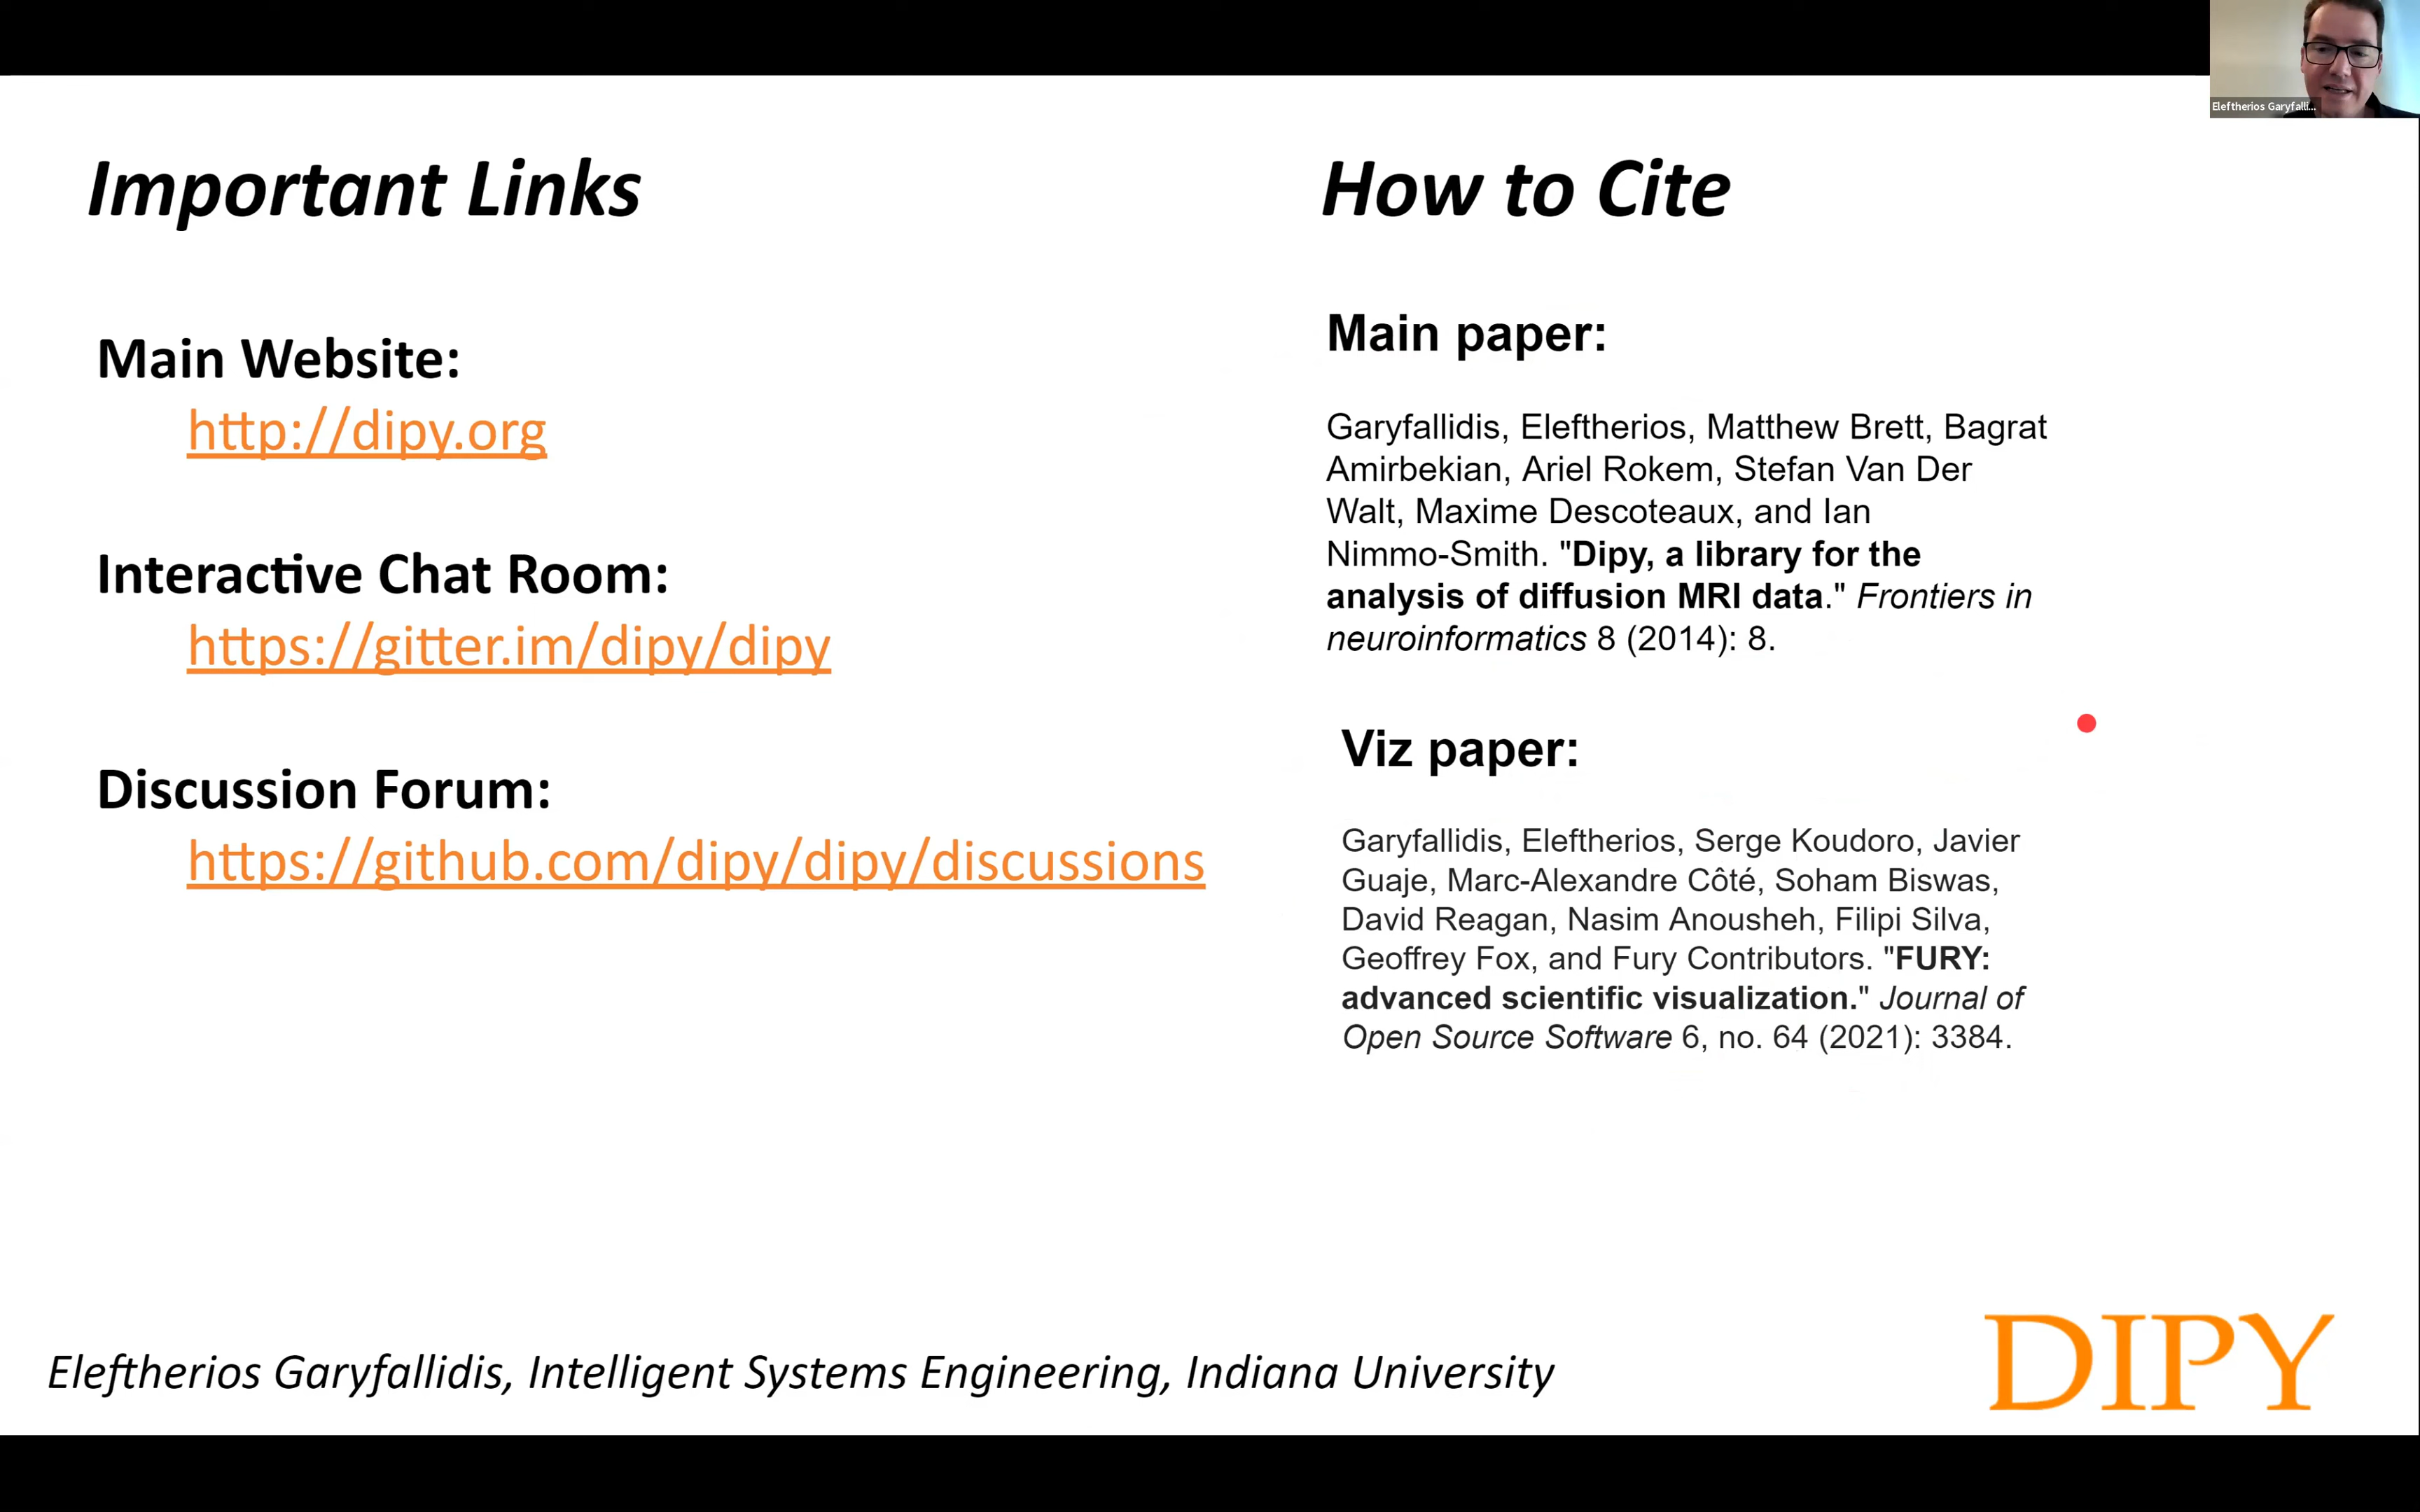 Eleftherios Garyfalli...
Important Links
Main Website:
http://dipy.org
Interactive Chat Room:
https://gitter.im/dipy/dipy
Discussion Forum:
https://github.com/dipy/dipy/discussions
How to Cite
Main paper:
Garyfallidis, Eleftherios, Matthew Brett, Bagrat
Amirbekian, Ariel Rokem, Stefan Van Der
Walt, Maxime Descoteaux, and Ian
Nimmo-Smith. "Dipy, a library for the
analysis of diffusion MRI data." Frontiers in
neuroinformatics 8 (2014): 8.
Viz paper:
Garyfallidis, Eleftherios, Serge Koudoro, Javier
Guaje, Marc-Alexandre Côté, Soham Biswas,
David Reagan, Nasim Anousheh, Filipi Silva,
Geoffrey Fox, and Fury Contributors. "FURY:
advanced scientific visualization." Journal of
Open Source Software 6, no. 64 (2021): 3384.
Eleftherios Garyfallidis, Intelligent Systems Engineering, Indiana University
DIPY